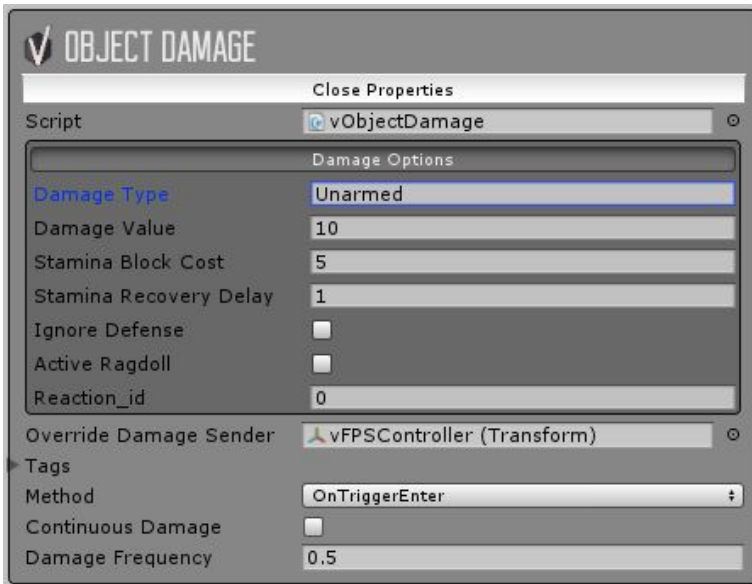 OBJECT DAMAGE
Close Properties
Script vObjectDamage
Damage Options
Damage Type Unarmed
Damage Value 10
Stamina Block Cost 5
Stamina Recovery Delay 1
Ignore Defense
Active Ragdoll
Reaction_id 0
Override Damage Sender vFPSController (Transform)
Tags
Method OnTriggerEnter
Continuous Damage
Damage Frequency 0.5